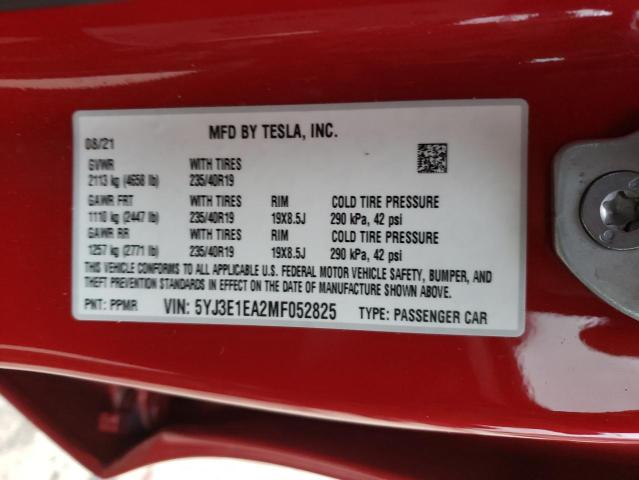 MFD BY TESLA, INC.
08/21
GVWR WITH TIRES
2113 kg (4658 lb) 235/40R19
GAWR FRT WITH TIRES RIM COLD TIRE PRESSURE
1110 kg (2447 lb) 235/40R19 19X8.5J 290 kPa, 42 psi
GAWR RR WITH TIRES RIM COLD TIRE PRESSURE
1257 kg (2771 lb) 235/40R19 19X8.5J 290 kPa, 42 psi
THIS VEHICLE CONFORMS TO ALL APPLICABLE U.S. FEDERAL MOTOR VEHICLE SAFETY, BUMPER, AND
THEFT PREVENTION STANDARDS IN EFFECT ON THE DATE OF MANUFACTURE SHOWN ABOVE.
PNT: PPMR VIN: 5YJ3E1EA2MF052825 TYPE: PASSENGER CAR